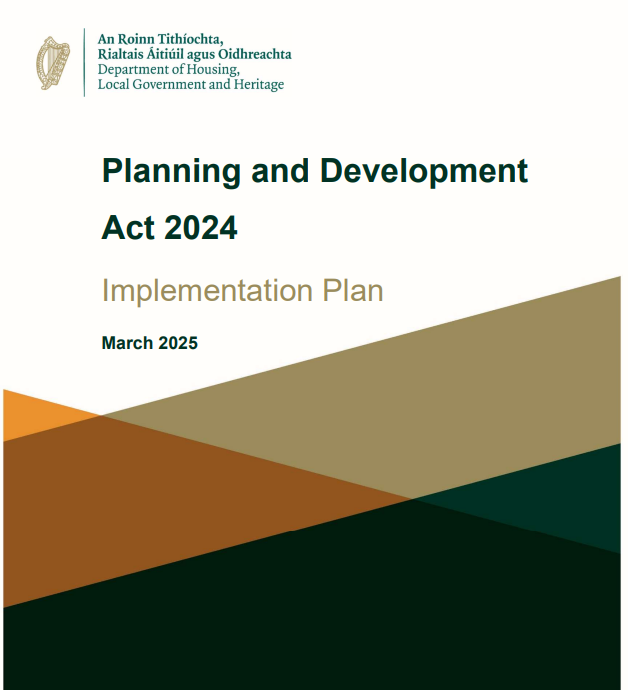 An Roinn Tithíochta,
Rialtais Áitiúil agus Oidhreachta
Department of Housing,
Local Government and Heritage
Planning and Development
Act 2024
Implementation Plan
March 2025